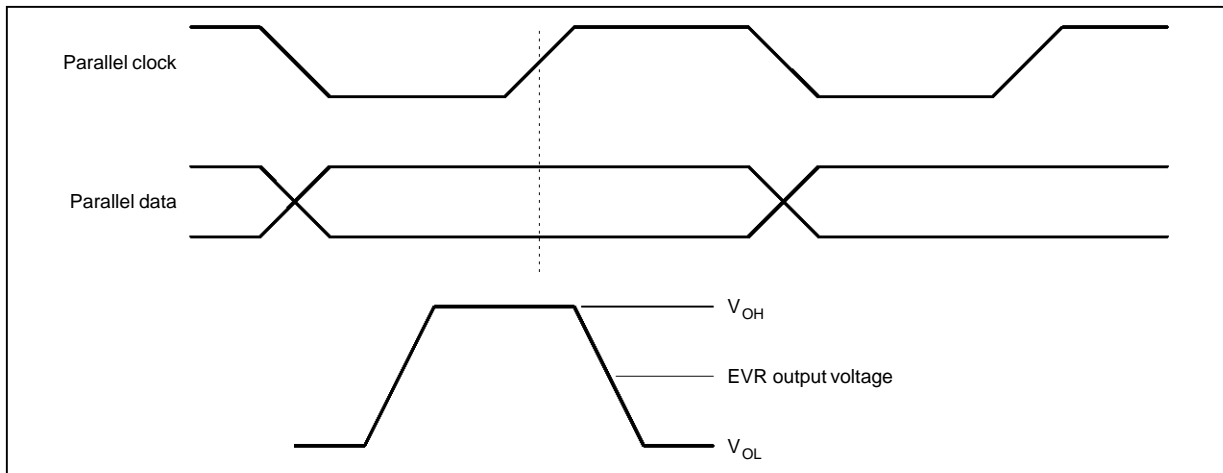 Parallel clock
Parallel data
VOH
EVR output voltage
VOL